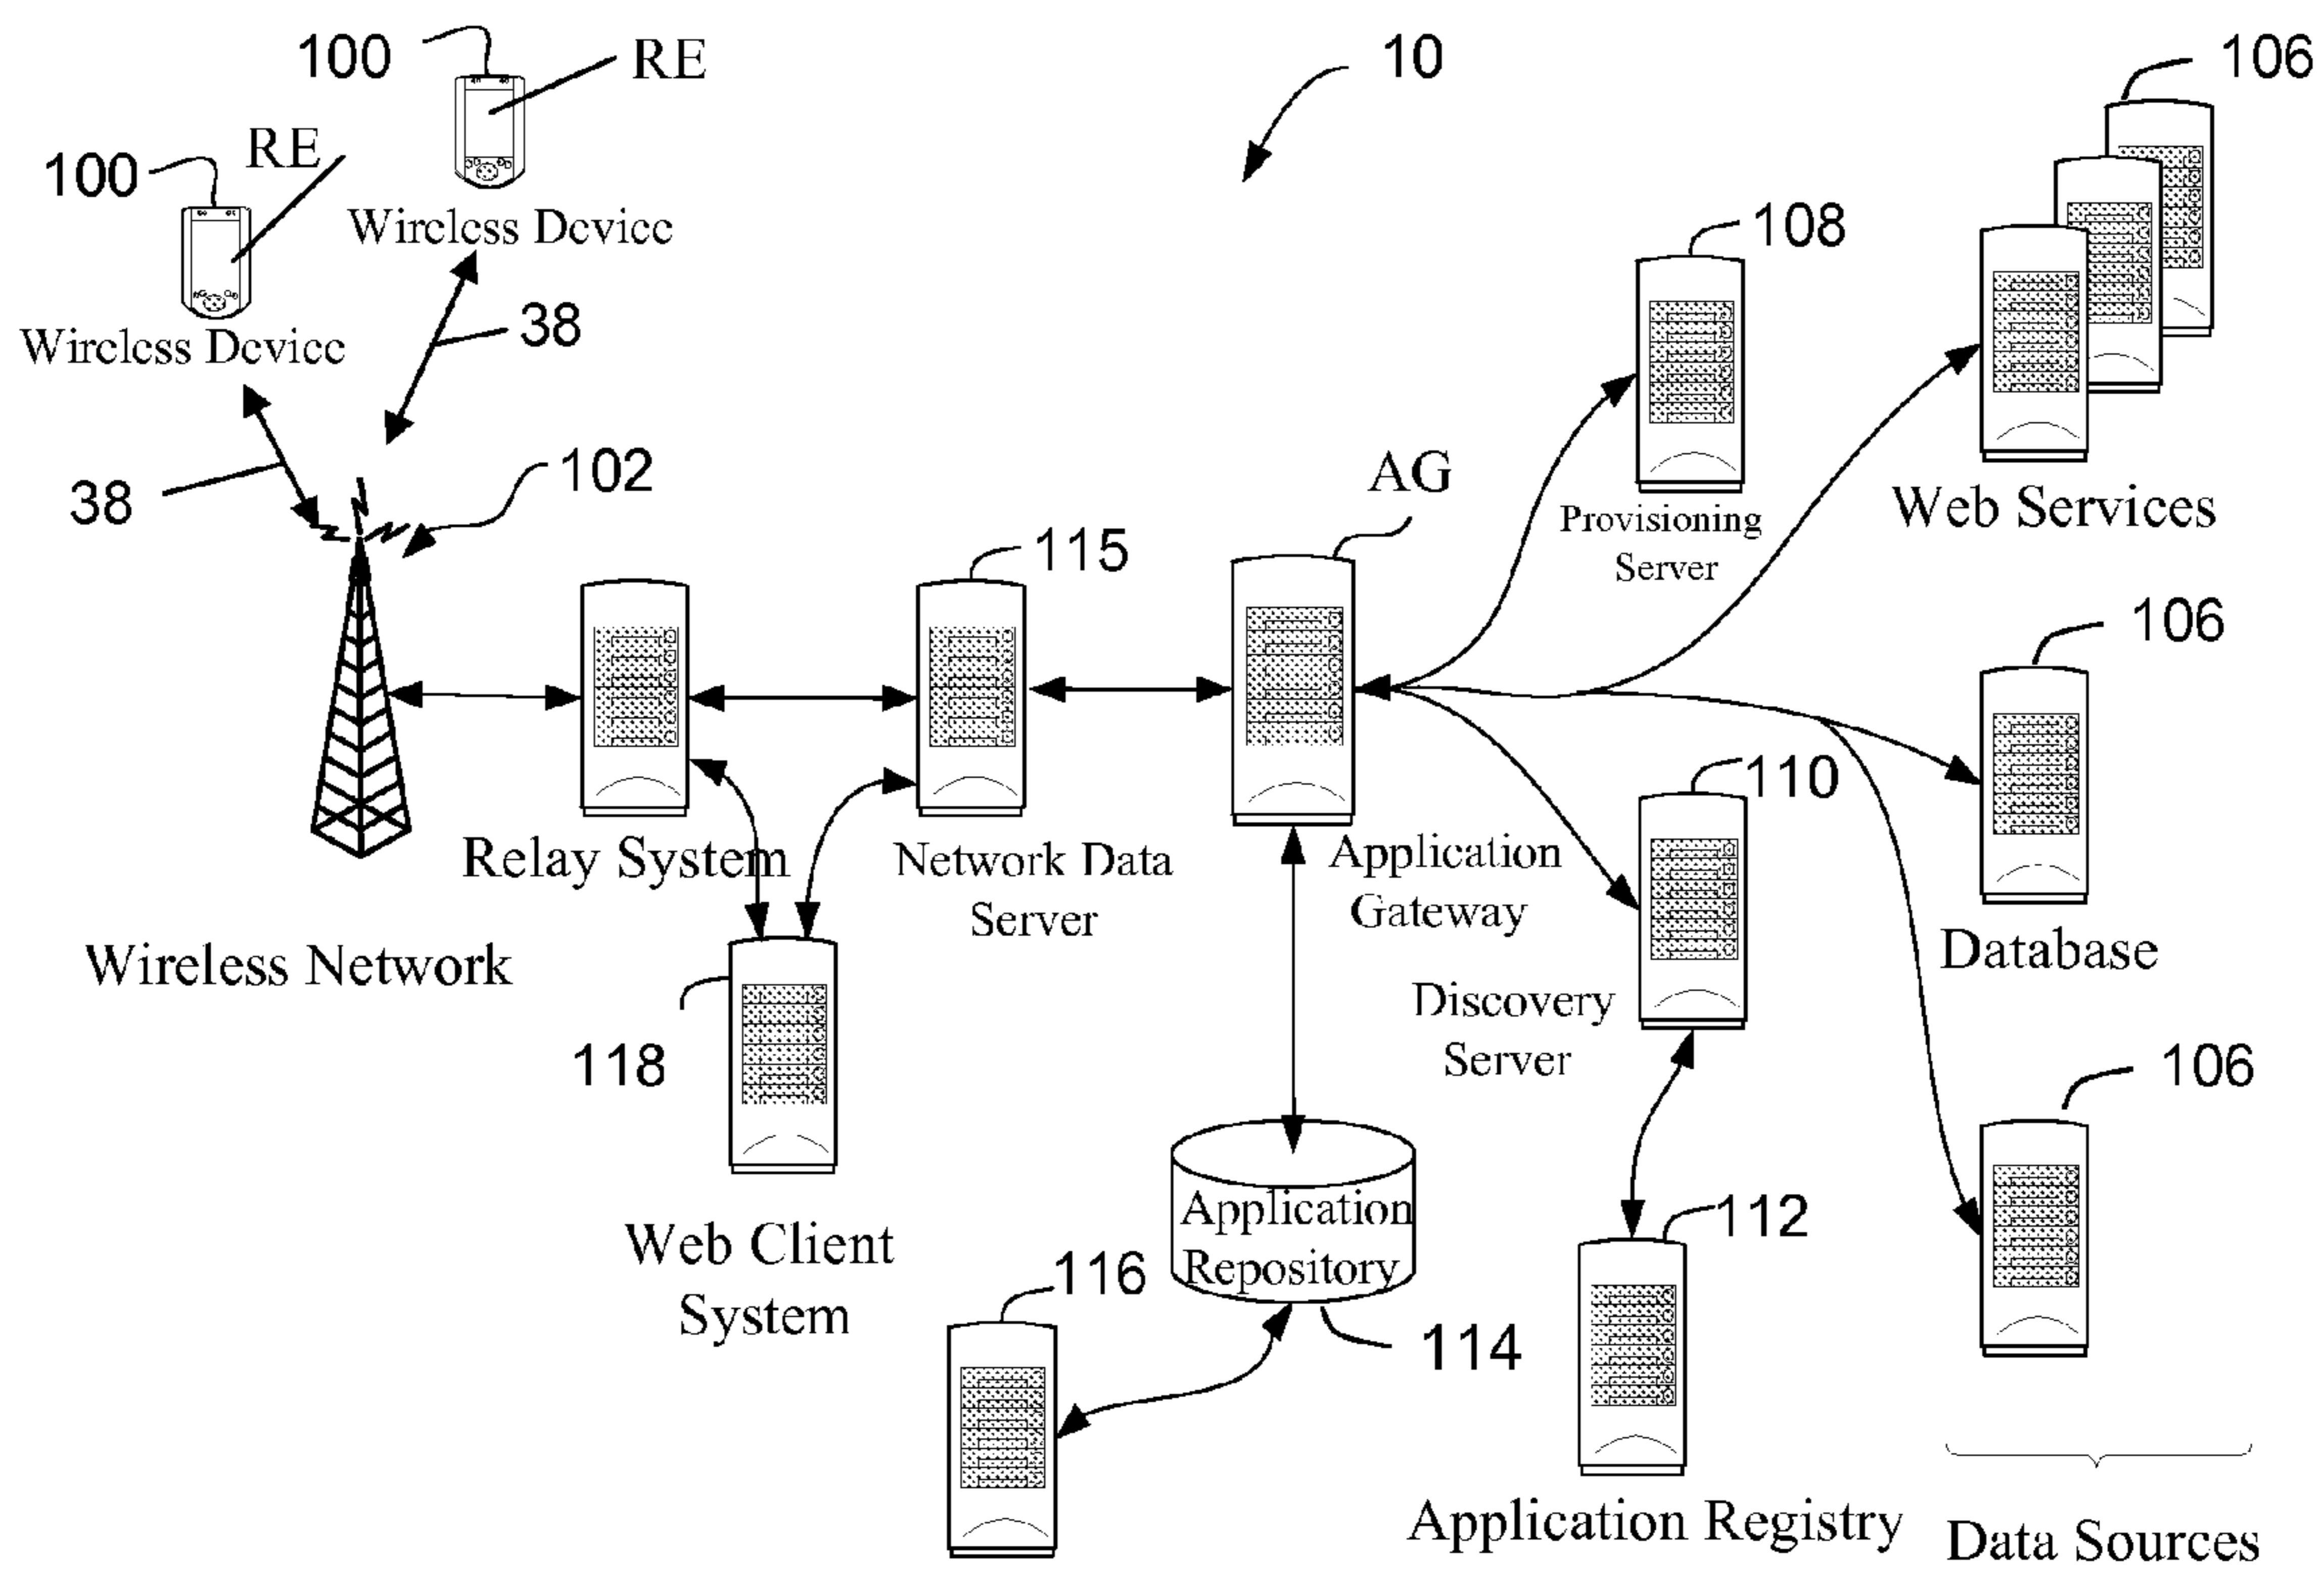 100
RE
10
106
100
RE
Wireless Device
108
Wireless Device
38
38
102
AG
Web Services
Provisioning
Server
115
106
110
Relay System
Network Data
Server
Application
Gateway
Wireless Network
Database
Discovery
Server
118
106
Application
Repository
112
Web Client
System
116
114
Application Registry
Data Sources